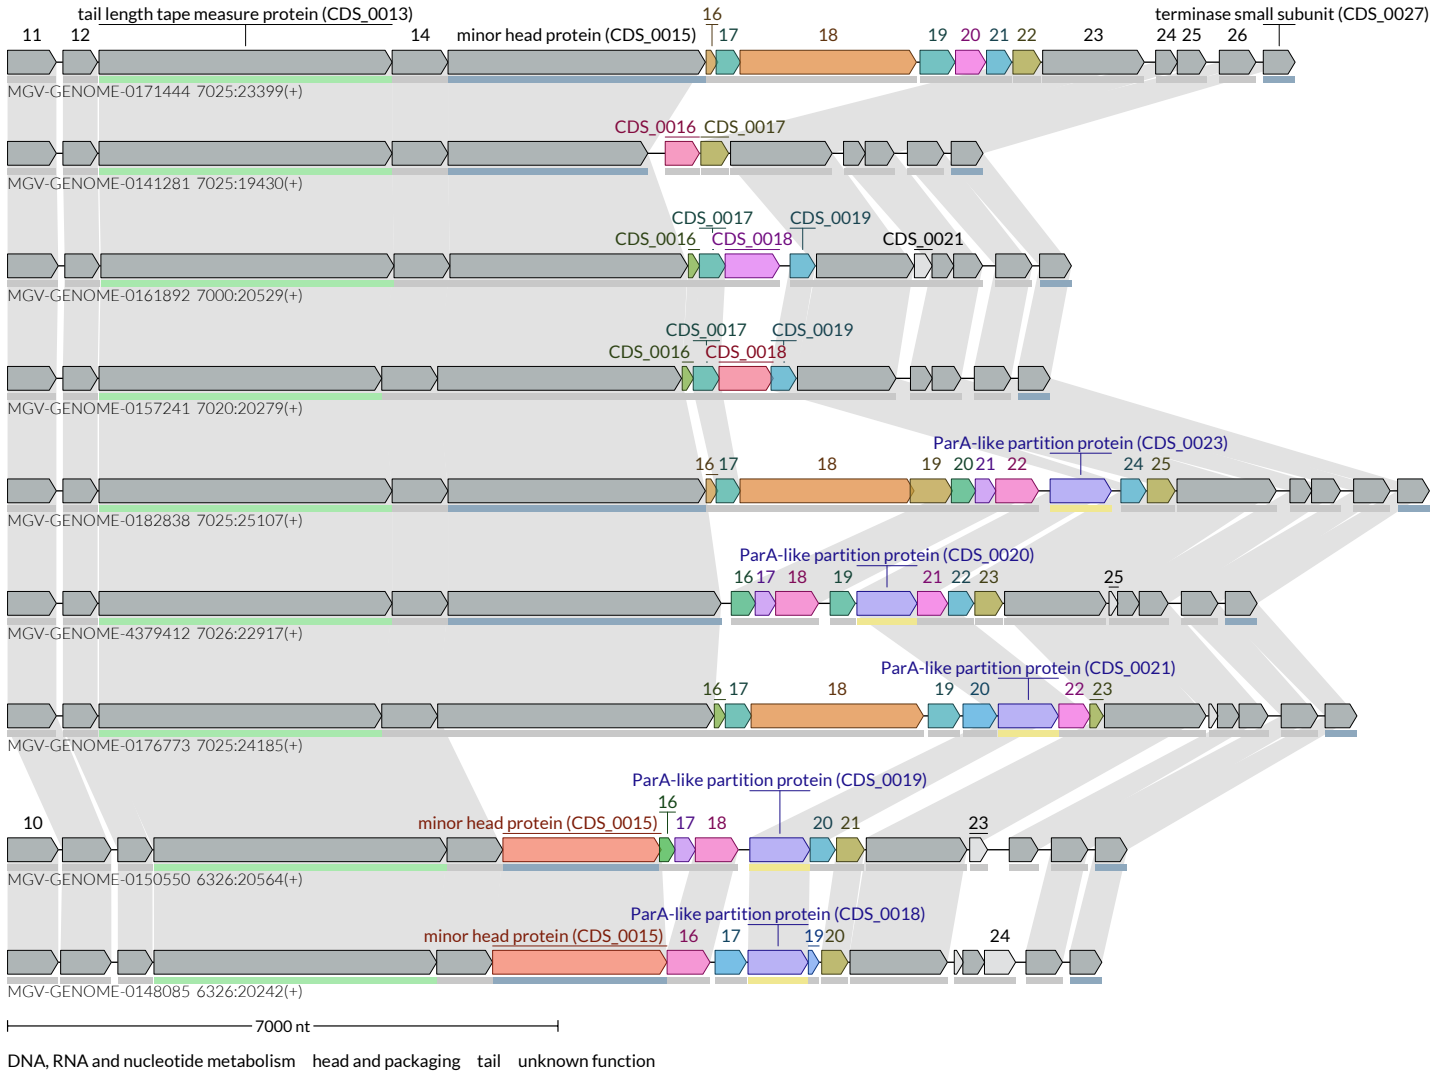 tail length tape measure protein (CDS_0013) 16 terminase small subunit (CDS_0027)
11 12 14 minor head protein (CDS_0015) 17 18 19 20 21 22 23 24 25 26
MGV-GENOME-0171444 7025:23399(+)
CDS_0016 CDS_0017
MGV-GENOME-0141281 7025:19430(+)
CDS_0017 CDS_0019
CDS_0016 CDS_0018 CDS_0021
MGV-GENOME-0161892 7000:20529(+)
CDS_0017 CDS_0019
CDS_0016 CDS_0018
MGV-GENOME-0157241 7020:20279(+)
ParA-like partition protein (CDS_0023)
16 17 18 19 20 21 22 24 25
MGV-GENOME-0182838 7025:25107(+)
ParA-like partition protein (CDS_0020)
16 17 18 19 21 22 23 25
MGV-GENOME-4379412 7026:22917(+)
ParA-like partition protein (CDS_0021)
16 17 18 19 20 22 23
MGV-GENOME-0176773 7025:24185(+)
ParA-like partition protein (CDS_0019)
16
10 minor head protein (CDS_0015) 17 18 20 21 23
MGV-GENOME-0150550 6326:20564(+)
ParA-like partition protein (CDS_0018)
minor head protein (CDS_0015) 16 17 19 20 24
MGV-GENOME-0148085 6326:20242(+)
7000 nt
DNA, RNA and nucleotide metabolism head and packaging tail unknown function